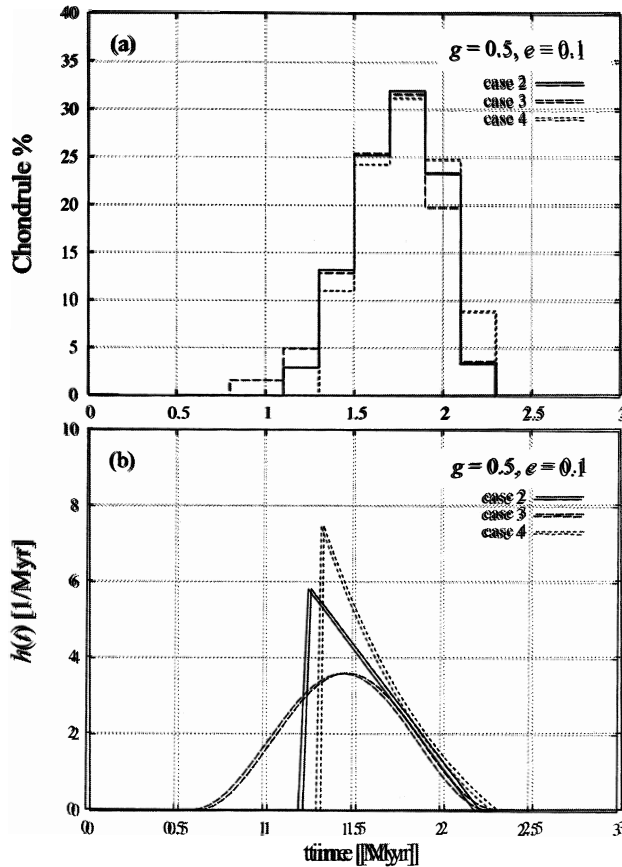 40
35
30
25
20
15
10
5
0
Chondrule %
(a)
g = 0.5, e = 0.1
case 2
case 3
case 4
0 0.5 1 1.5 2 2.5 3
10
8
6
4
2
0
h(t) [1/Myr]
(b)
g = 0.5, e = 0.1
case 2
case 3
case 4
0 0.5 1 1.5 2 2.5 3
time [Myr]